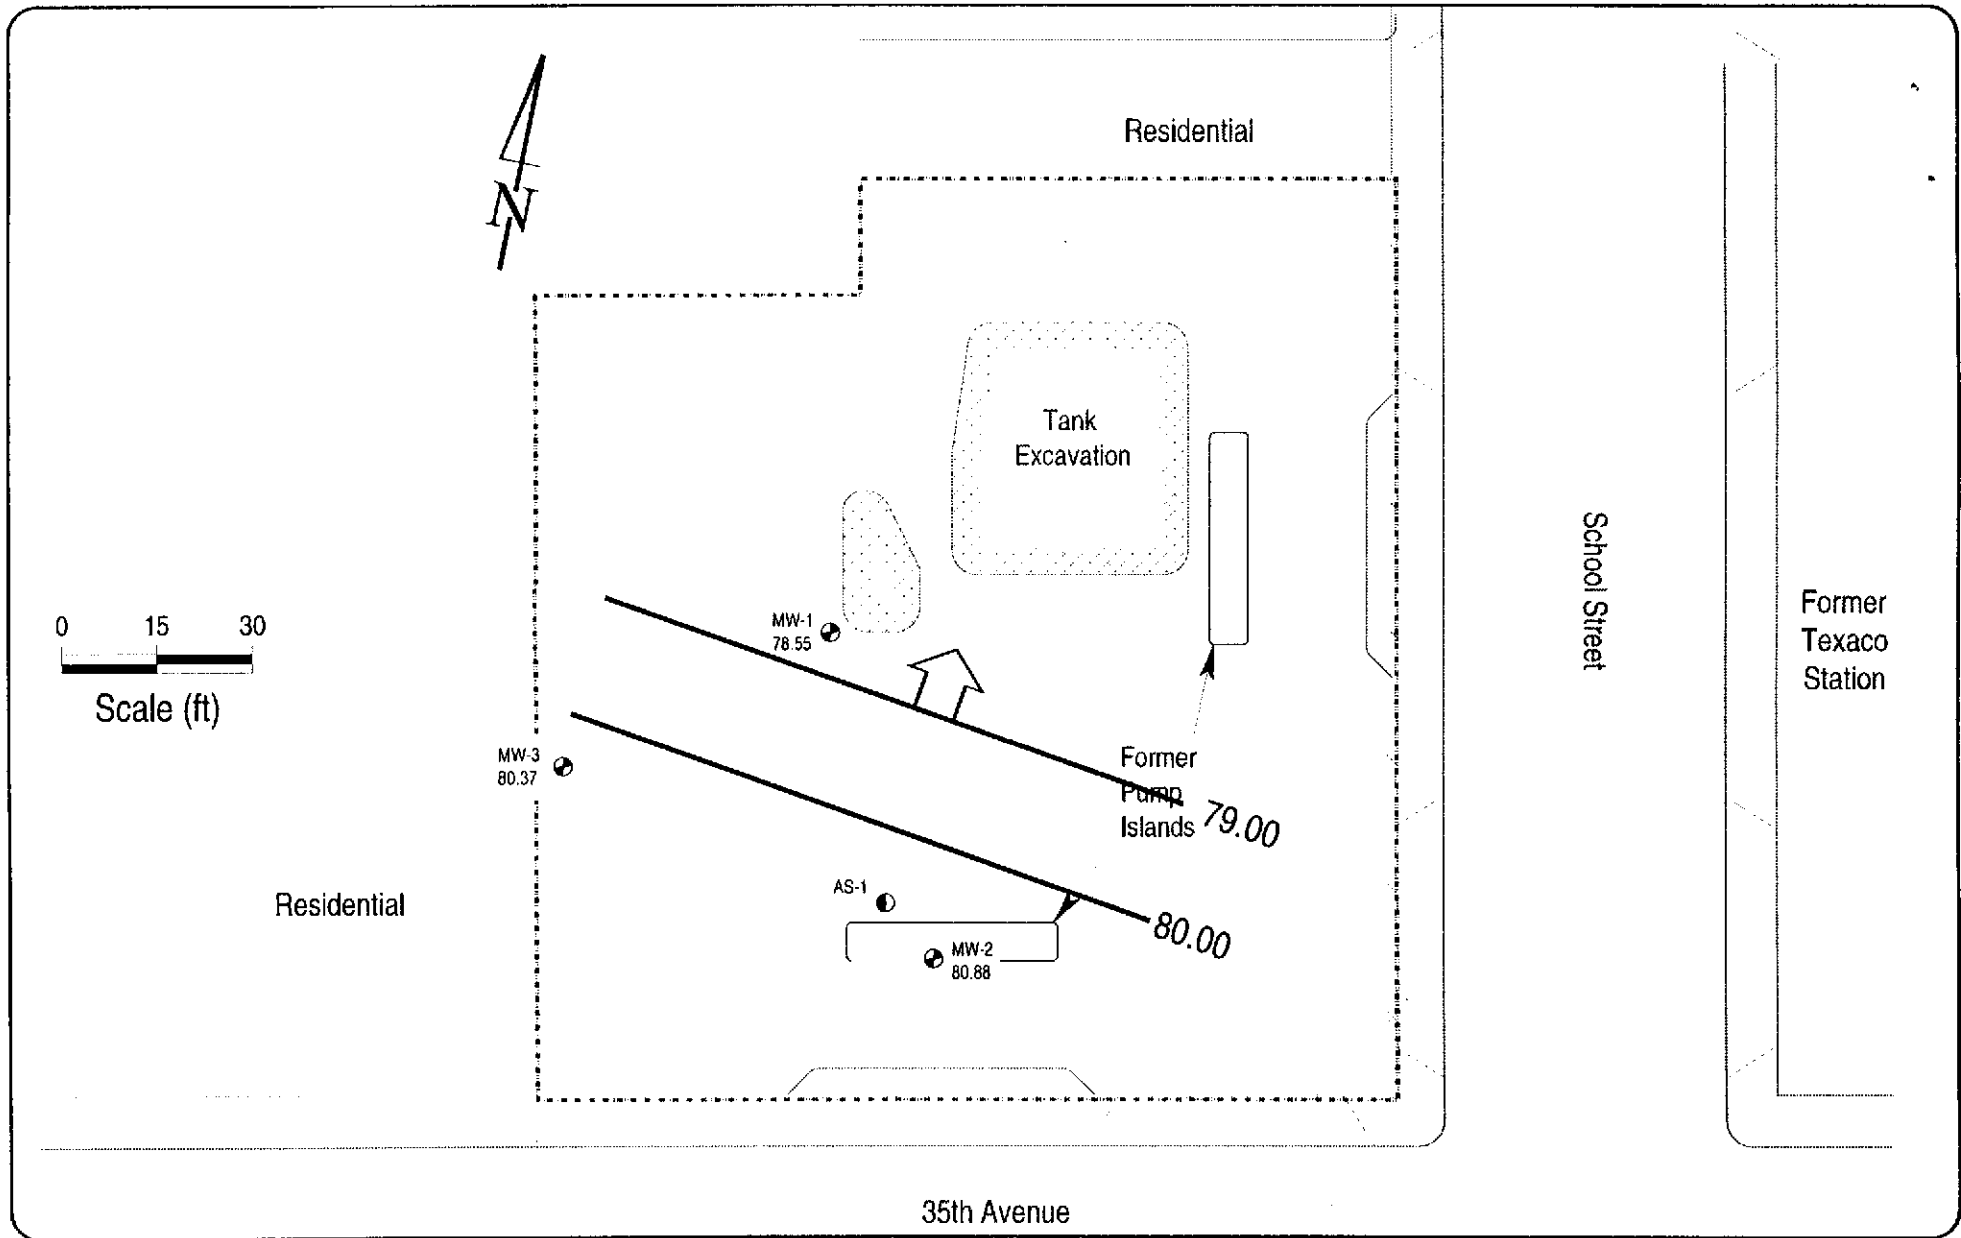 Residential
N
Tank
Excavation
School Street
Former
Texaco
Station
0 15 30
Scale (ft)
MW-1
78.55
MW-3
80.37
Former
Pump
Islands
79.00
Residential
AS-1
80.00
MW-2
80.88
35th Avenue